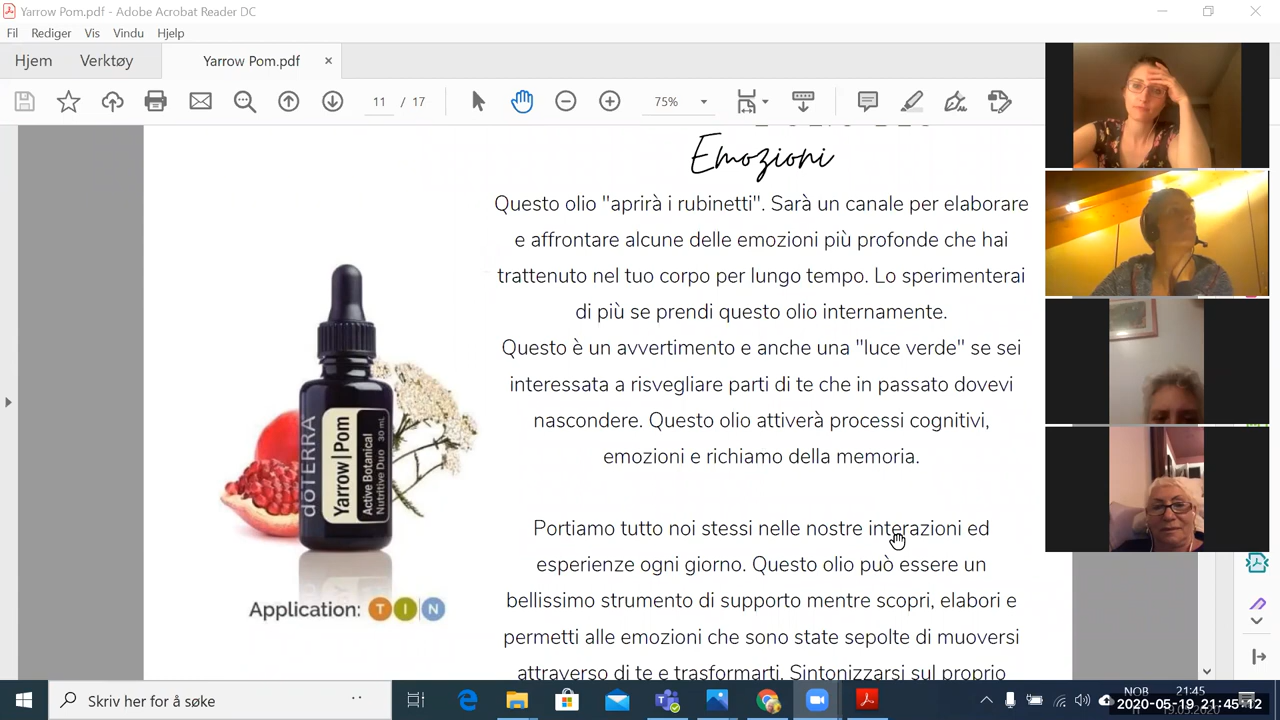 Yarrow Pom.pdf - Adobe Acrobat Reader DC
Fil Rediger Vis Vindu Hjelp
Hjem Verktøy Yarrow Pom.pdf ×
11 / 17 75%
Emozioni
Questo olio "aprirà i rubinetti". Sarà un canale per elaborare
e affrontare alcune delle emozioni più profonde che hai
trattenuto nel tuo corpo per lungo tempo. Lo sperimenterai
di più se prendi questo olio internamente.
Questo è un avvertimento e anche una "luce verde" se sei
interessata a risvegliare parti di te che in passato dovevi
nascondere. Questo olio attiverà processi cognitivi,
emozioni e richiamo della memoria.
Portiamo tutto noi stessi nelle nostre interazioni ed
esperienze ogni giorno. Questo olio può essere un
bellissimo strumento di supporto mentre scopri, elabori e
permetti alle emozioni che sono state sepolte di muoversi
attraverso di te e trasformarti. Sintonizzarsi sul proprio
dōTERRA
Yarrow|Pom
Active Botanical
Nutritive Duo 30 mL
Application: T I N
Skriv her for å søke
NOB 21:45
2020-05-19 21:45:12